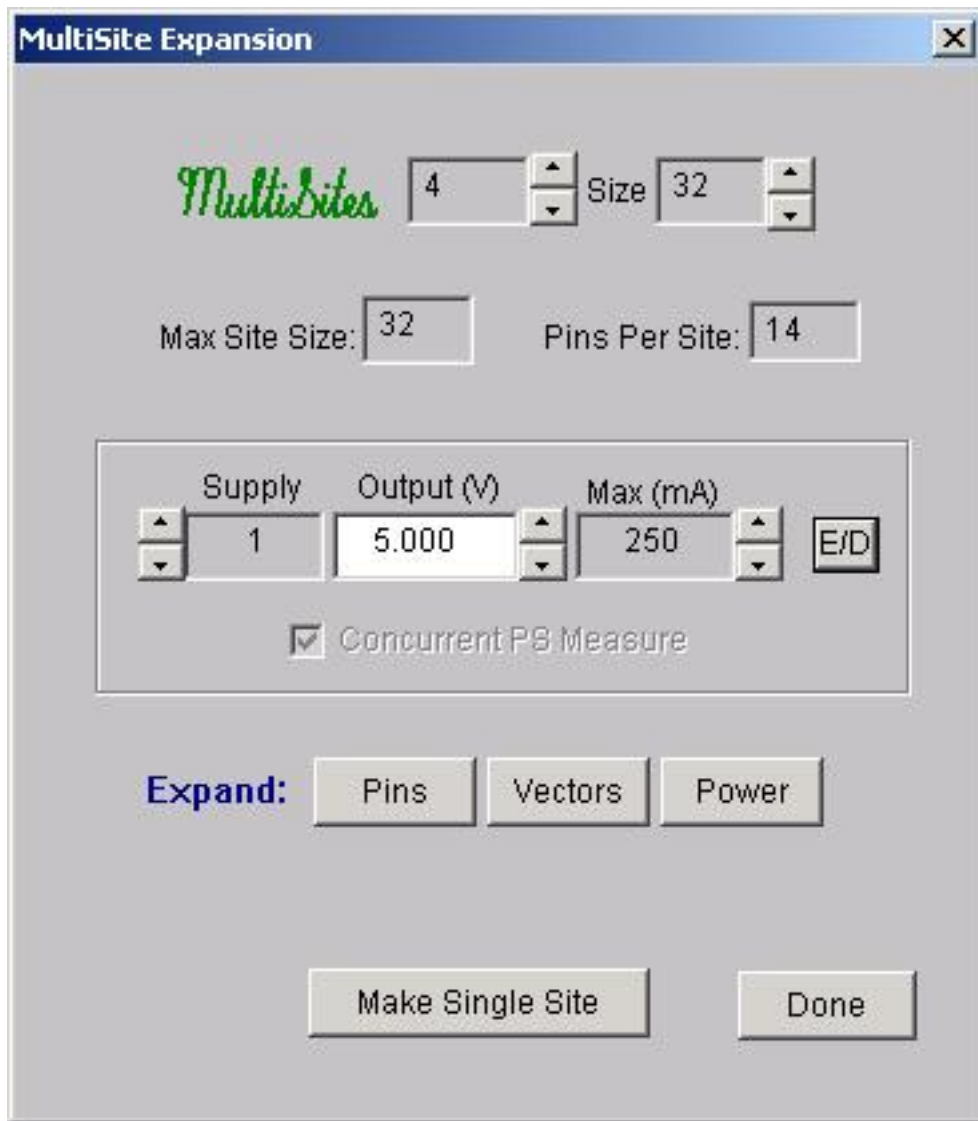 MultiSite Expansion
MultiSites 4 Size 32
Max Site Size: 32 Pins Per Site: 14
Supply Output (V) Max (mA)
1 5.000 250 E/D
Concurrent PS Measure
Expand: Pins Vectors Power
Make Single Site Done